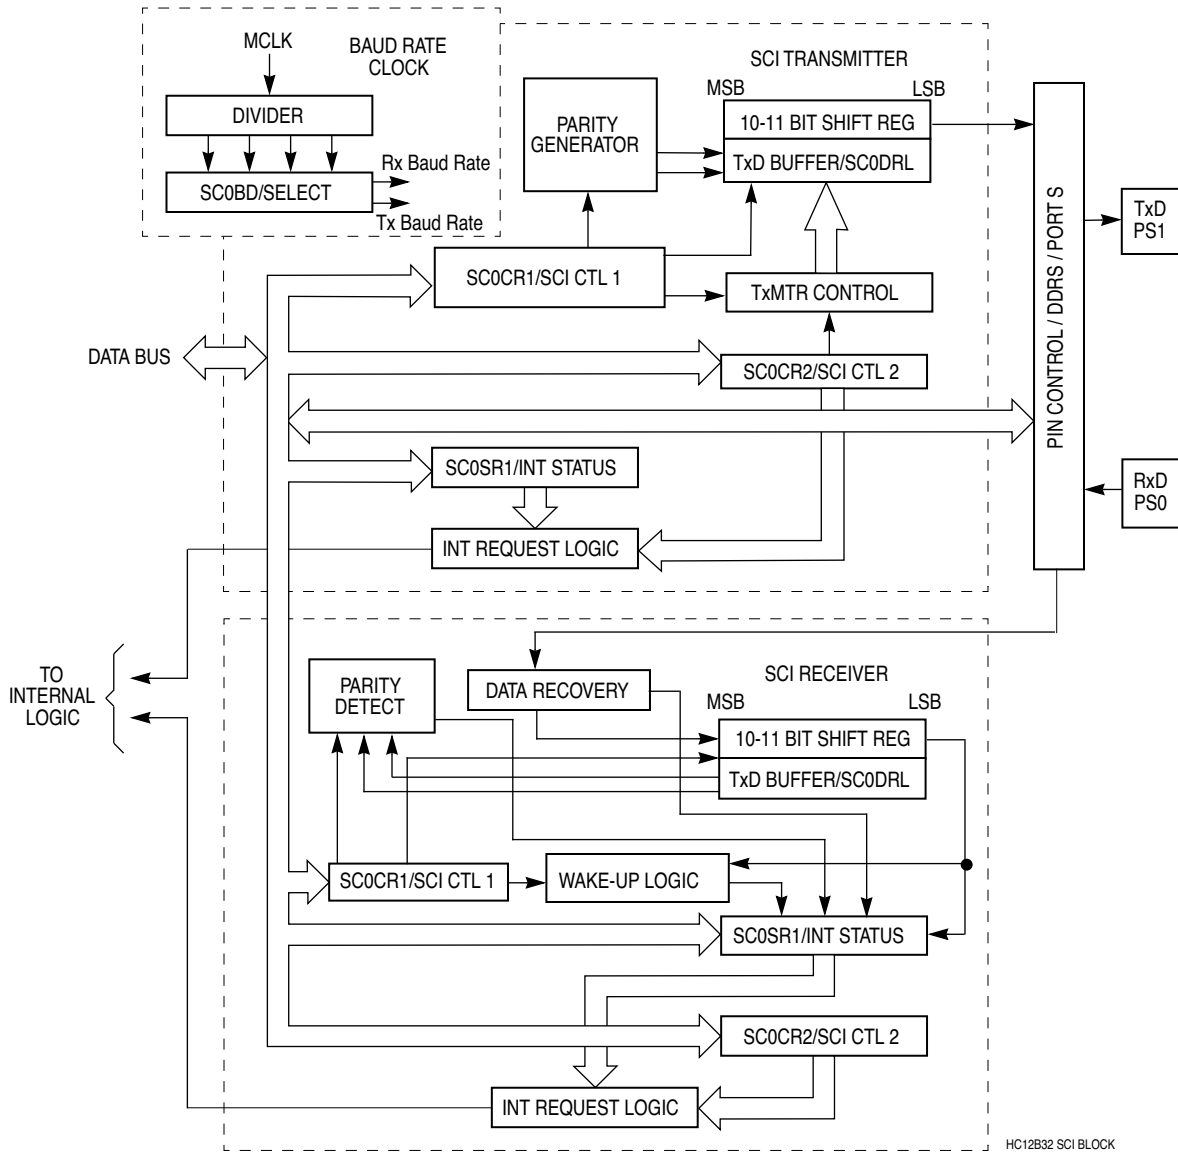 MCLK
BAUD RATE
CLOCK
DIVIDER
SC0BD/SELECT
Rx Baud Rate
Tx Baud Rate
SCI TRANSMITTER
MSB
LSB
PARITY
GENERATOR
10-11 BIT SHIFT REG
TxD BUFFER/SC0DRL
SC0CR1/SCI CTL 1
TxMTR CONTROL
DATA BUS
SC0CR2/SCI CTL 2
SC0SR1/INT STATUS
INT REQUEST LOGIC
PIN CONTROL / DDRS / PORT S
TxD
PS1
RxD
PS0
TO
INTERNAL
LOGIC
PARITY
DETECT
DATA RECOVERY
SCI RECEIVER
MSB
LSB
10-11 BIT SHIFT REG
TxD BUFFER/SC0DRL
SC0CR1/SCI CTL 1
WAKE-UP LOGIC
SC0SR1/INT STATUS
SC0CR2/SCI CTL 2
INT REQUEST LOGIC
HC12B32 SCI BLOCK